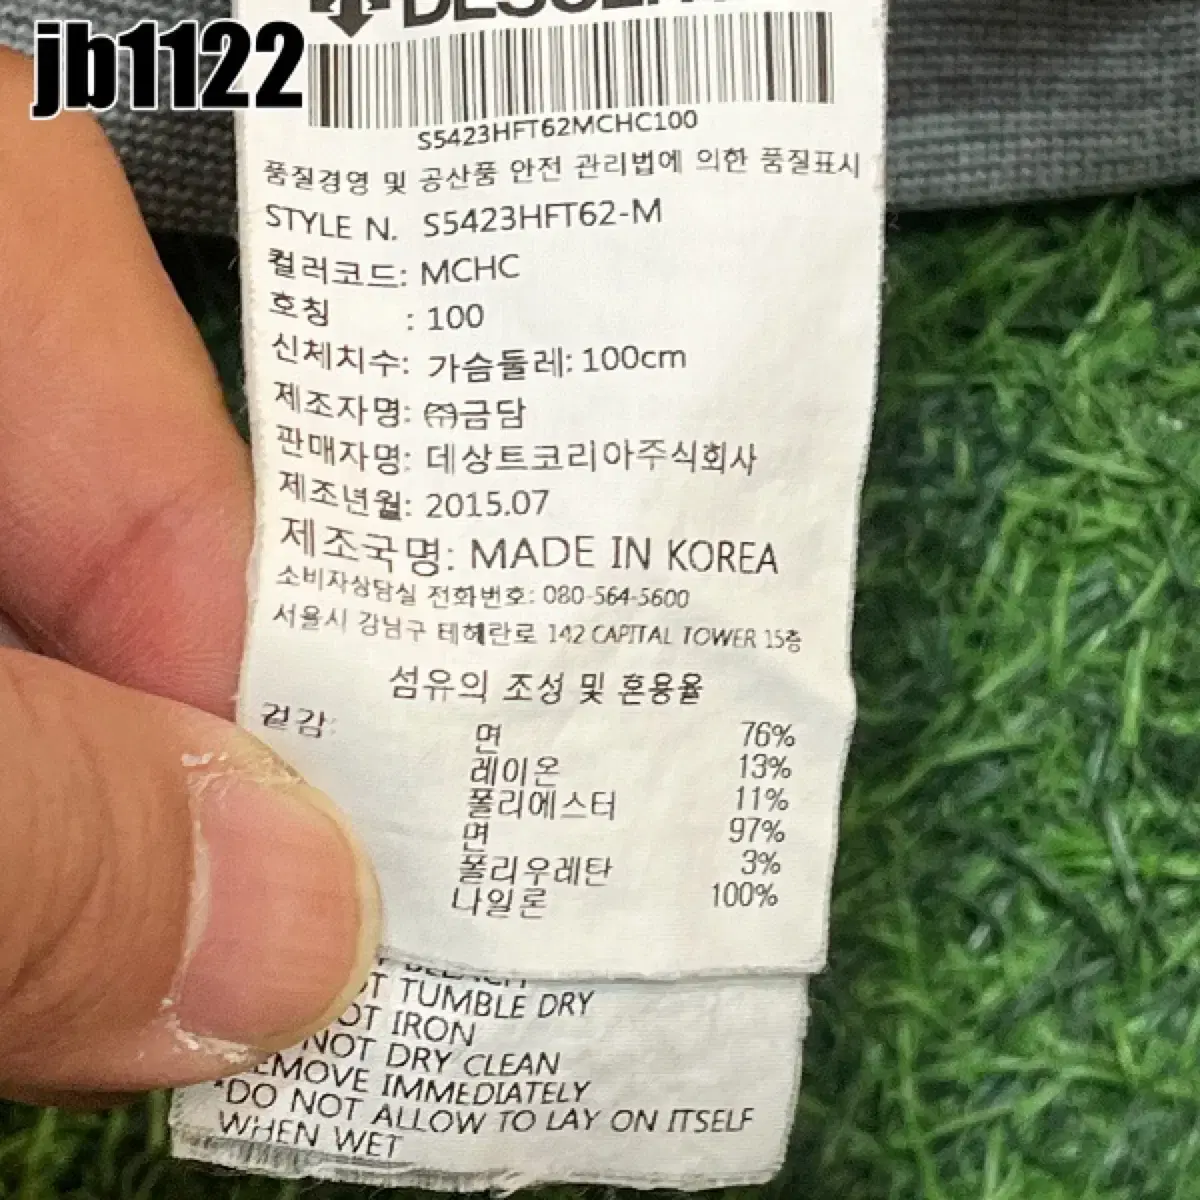 jb1122
S5423HFT62MCHC100
품질경영 및 공산품 안전 관리법에 의한 품질표시
STYLE N. S5423HFT62-M
컬러코드: MCHC
호칭 : 100
신체치수: 가슴둘레: 100cm
제조자명: ㈜금담
판매자명: 데상트코리아주식회사
제조년월: 2015.07
제조국명: MADE IN KOREA
소비자상담실 전화번호: 080-564-5600
서울시 강남구 테헤란로 142 CAPITAL TOWER 15층
섬유의 조성 및 혼용율
겉감:
면 76%
레이온 13%
폴리에스터 11%
면 97%
폴리우레탄 3%
나일론 100%
TUMBLE DRY
IRON
NOT DRY CLEAN
IMMEDIATELY
*DO NOT ALLOW TO LAY ON ITSELF
WHEN WET